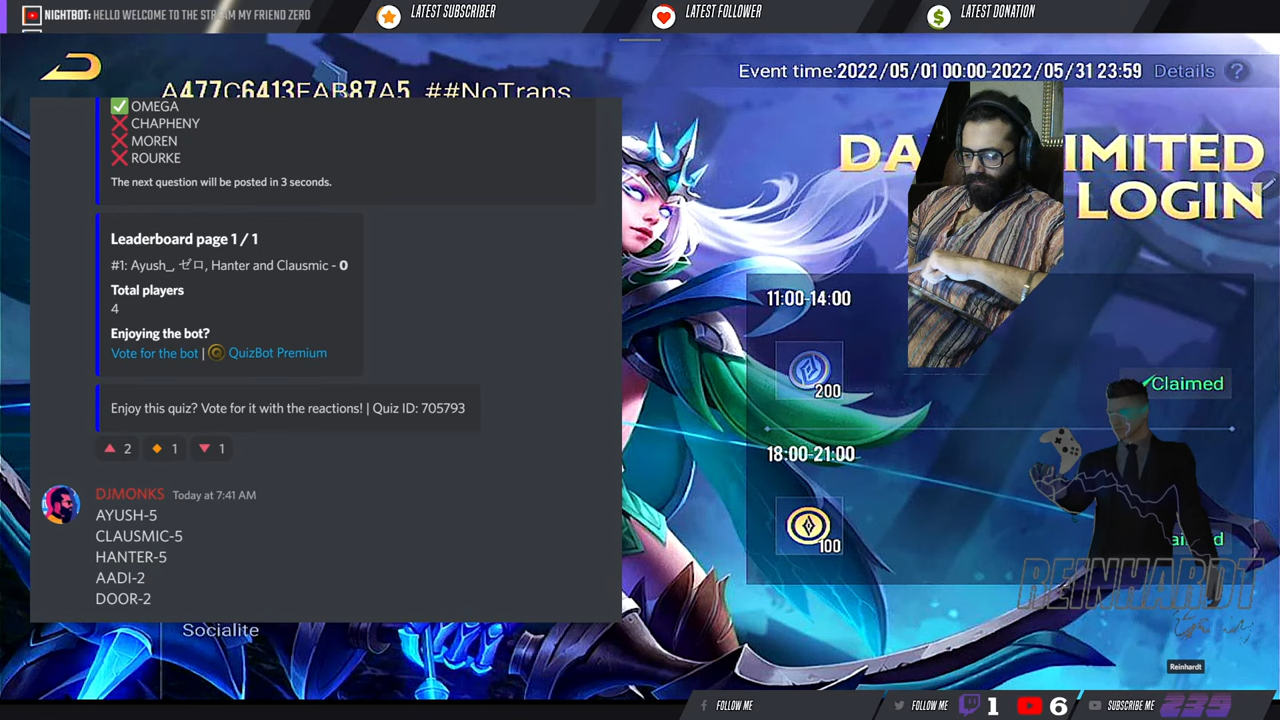 NIGHTBOT: HELLO WELCOME TO THE STREAM MY FRIEND ZERO
LATEST SUBSCRIBER
LATEST FOLLOWER
LATEST DONATION
Event time:2022/05/01 00:00-2022/05/31 23:59 Details ?
A477C6413FAB87A5 ##NoTrans
OMEGA
CHAPHENY
MOREN
ROURKE
The next question will be posted in 3 seconds.
Leaderboard page 1 / 1
#1: Ayush_, ゼロ, Hanter and Clausmic - 0
Total players
4
Enjoying the bot?
Vote for the bot | QuizBot Premium
Enjoy this quiz? Vote for it with the reactions! | Quiz ID: 705793
2 1 1
DJMONKS Today at 7:41 AM
AYUSH-5
CLAUSMIC-5
HANTER-5
AADI-2
DOOR-2
Socialite
IMITED
LOGIN
11:00-14:00
200
Claimed
18:00-21:00
100
REINHARDT
Reinhardt
FOLLOW ME
FOLLOW ME
1
6
SUBSCRIBE ME
239